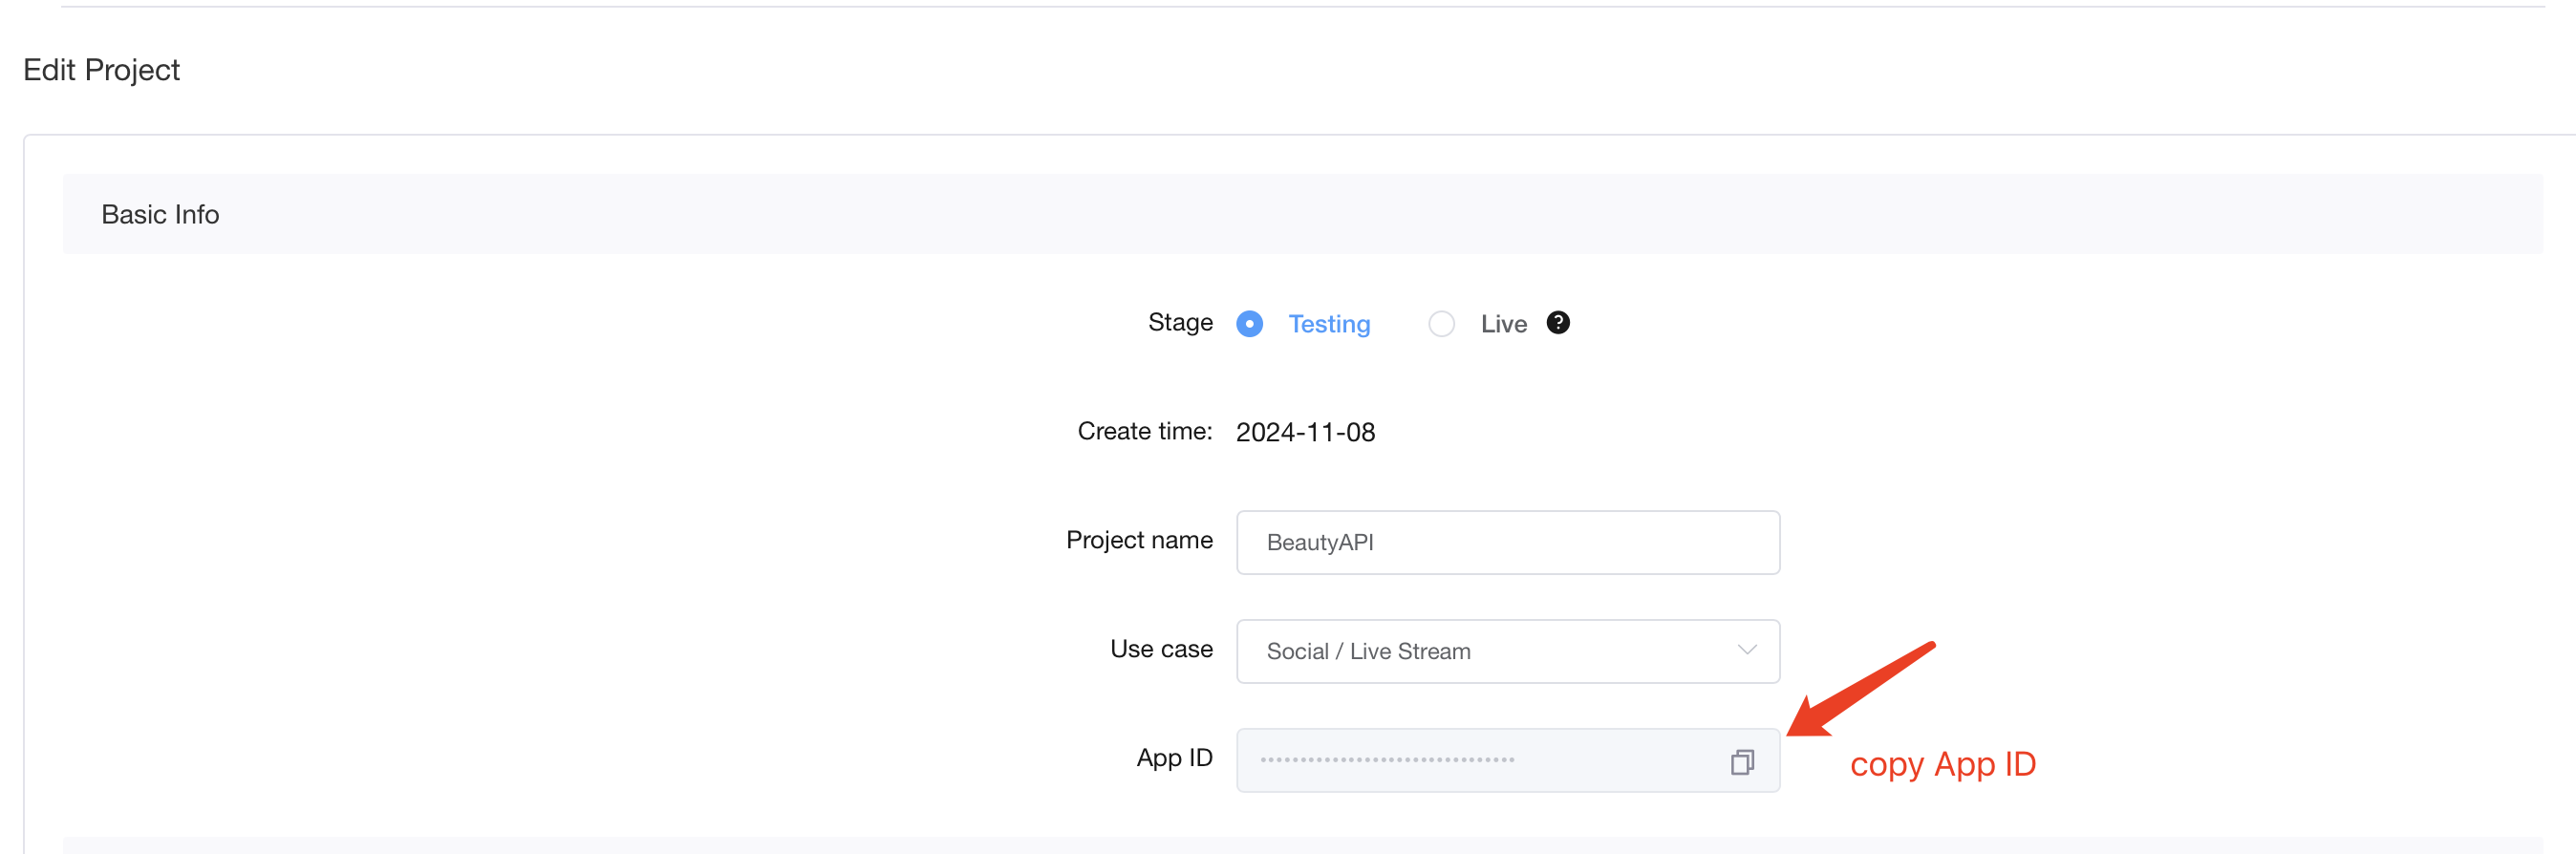 Edit Project
Basic Info
Stage Testing Live ?
Create time: 2024-11-08
Project name BeautyAPI
Use case Social / Live Stream
App ID ••••••••••••••••••••••••••••••••
copy App ID